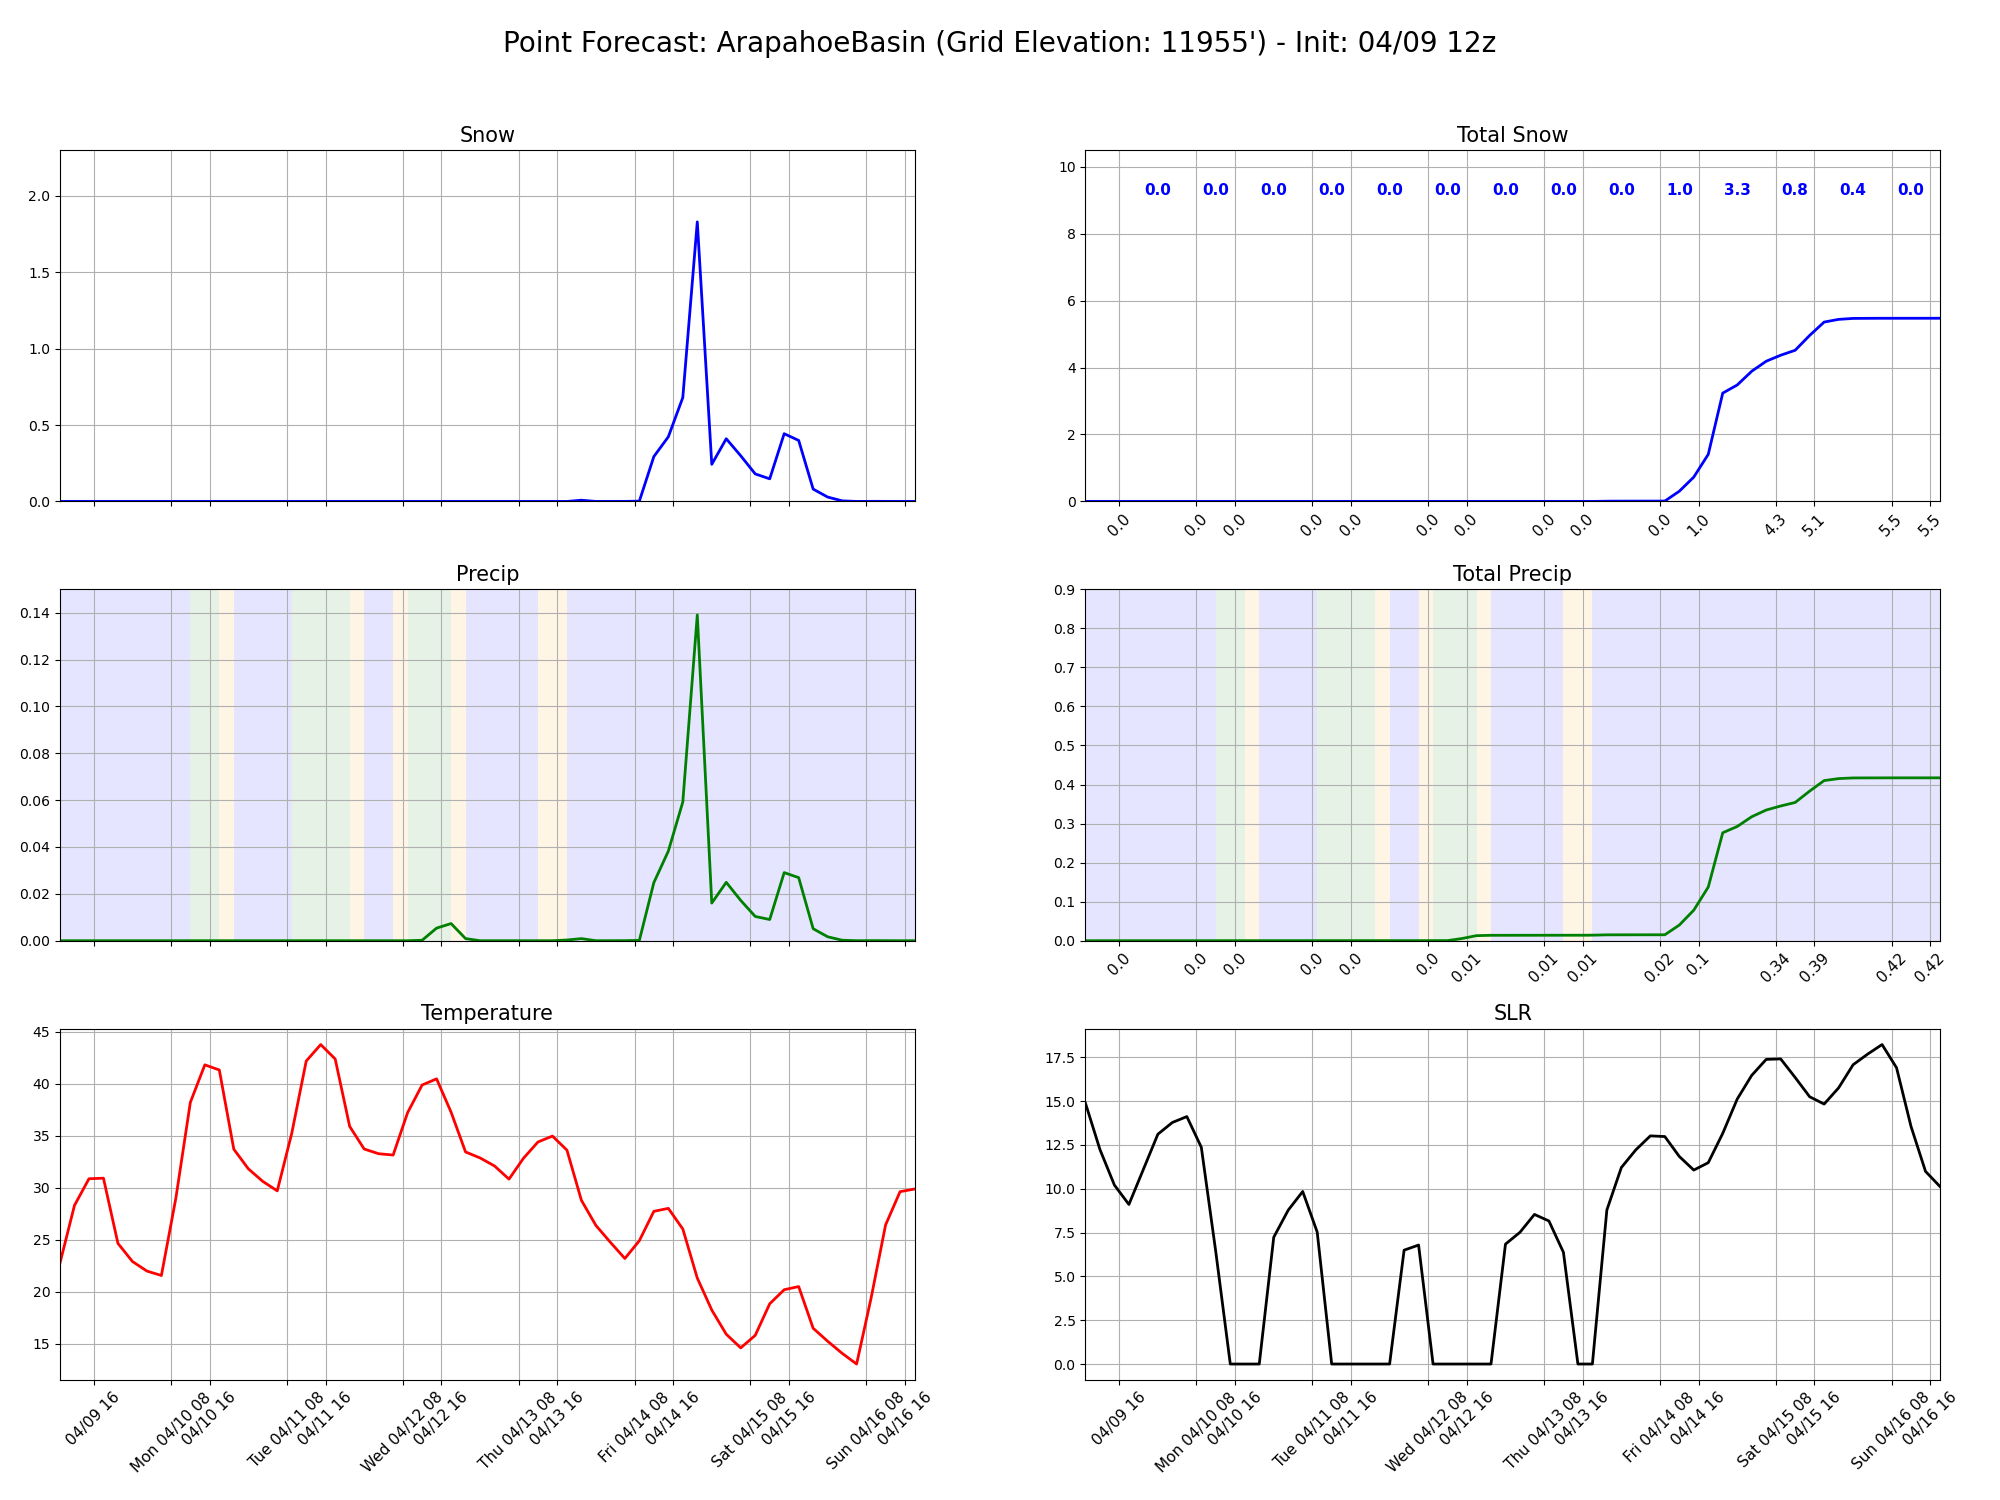 Point Forecast: ArapahoeBasin (Grid Elevation: 11955') - Init: 04/09 12z
Snow
2.0
1.5
1.0
0.5
0.0
Total Snow
10
8
6
4
2
0
0.0 0.0 0.0 0.0 0.0 0.0 0.0 0.0 0.0 1.0 3.3 0.8 0.4 0.0
0.0 0.0 0.0 0.0 0.0 0.0 0.0 0.0 0.0 0.0 1.0 4.3 5.1 5.5 5.5
Precip
0.14
0.12
0.10
0.08
0.06
0.04
0.02
0.00
Total Precip
0.9
0.8
0.7
0.6
0.5
0.4
0.3
0.2
0.1
0.0
0.0 0.0 0.0 0.0 0.0 0.0 0.01 0.01 0.01 0.02 0.1 0.34 0.39 0.42 0.42
Temperature
45
40
35
30
25
20
15
04/09 16
Mon 04/10 08
04/10 16
Tue 04/11 08
04/11 16
Wed 04/12 08
04/12 16
Thu 04/13 08
04/13 16
Fri 04/14 08
04/14 16
Sat 04/15 08
04/15 16
Sun 04/16 08
04/16 16
SLR
17.5
15.0
12.5
10.0
7.5
5.0
2.5
0.0
04/09 16
Mon 04/10 08
04/10 16
Tue 04/11 08
04/11 16
Wed 04/12 08
04/12 16
Thu 04/13 08
04/13 16
Fri 04/14 08
04/14 16
Sat 04/15 08
04/15 16
Sun 04/16 08
04/16 16